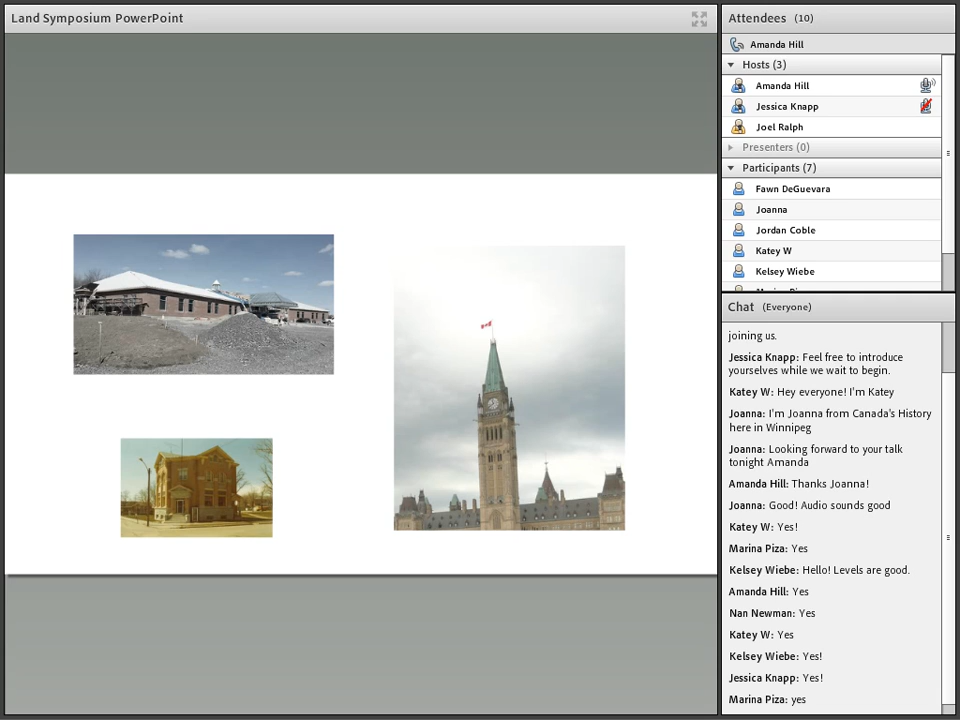 Land Symposium PowerPoint
Attendees (10)
Amanda Hill
Hosts (3)
Amanda Hill
Jessica Knapp
Joel Ralph
Presenters (0)
Participants (7)
Fawn DeGuevara
Joanna
Jordan Coble
Katey W
Kelsey Wiebe
Chat (Everyone)
joining us.
Jessica Knapp: Feel free to introduce
yourselves while we wait to begin.
Katey W: Hey everyone! I'm Katey
Joanna: I'm Joanna from Canada's History
here in Winnipeg
Joanna: Looking forward to your talk
tonight Amanda
Amanda Hill: Thanks Joanna!
Joanna: Good! Audio sounds good
Katey W: Yes!
Marina Piza: Yes
Kelsey Wiebe: Hello! Levels are good.
Amanda Hill: Yes
Nan Newman: Yes
Katey W: Yes
Kelsey Wiebe: Yes!
Jessica Knapp: Yes!
Marina Piza: yes